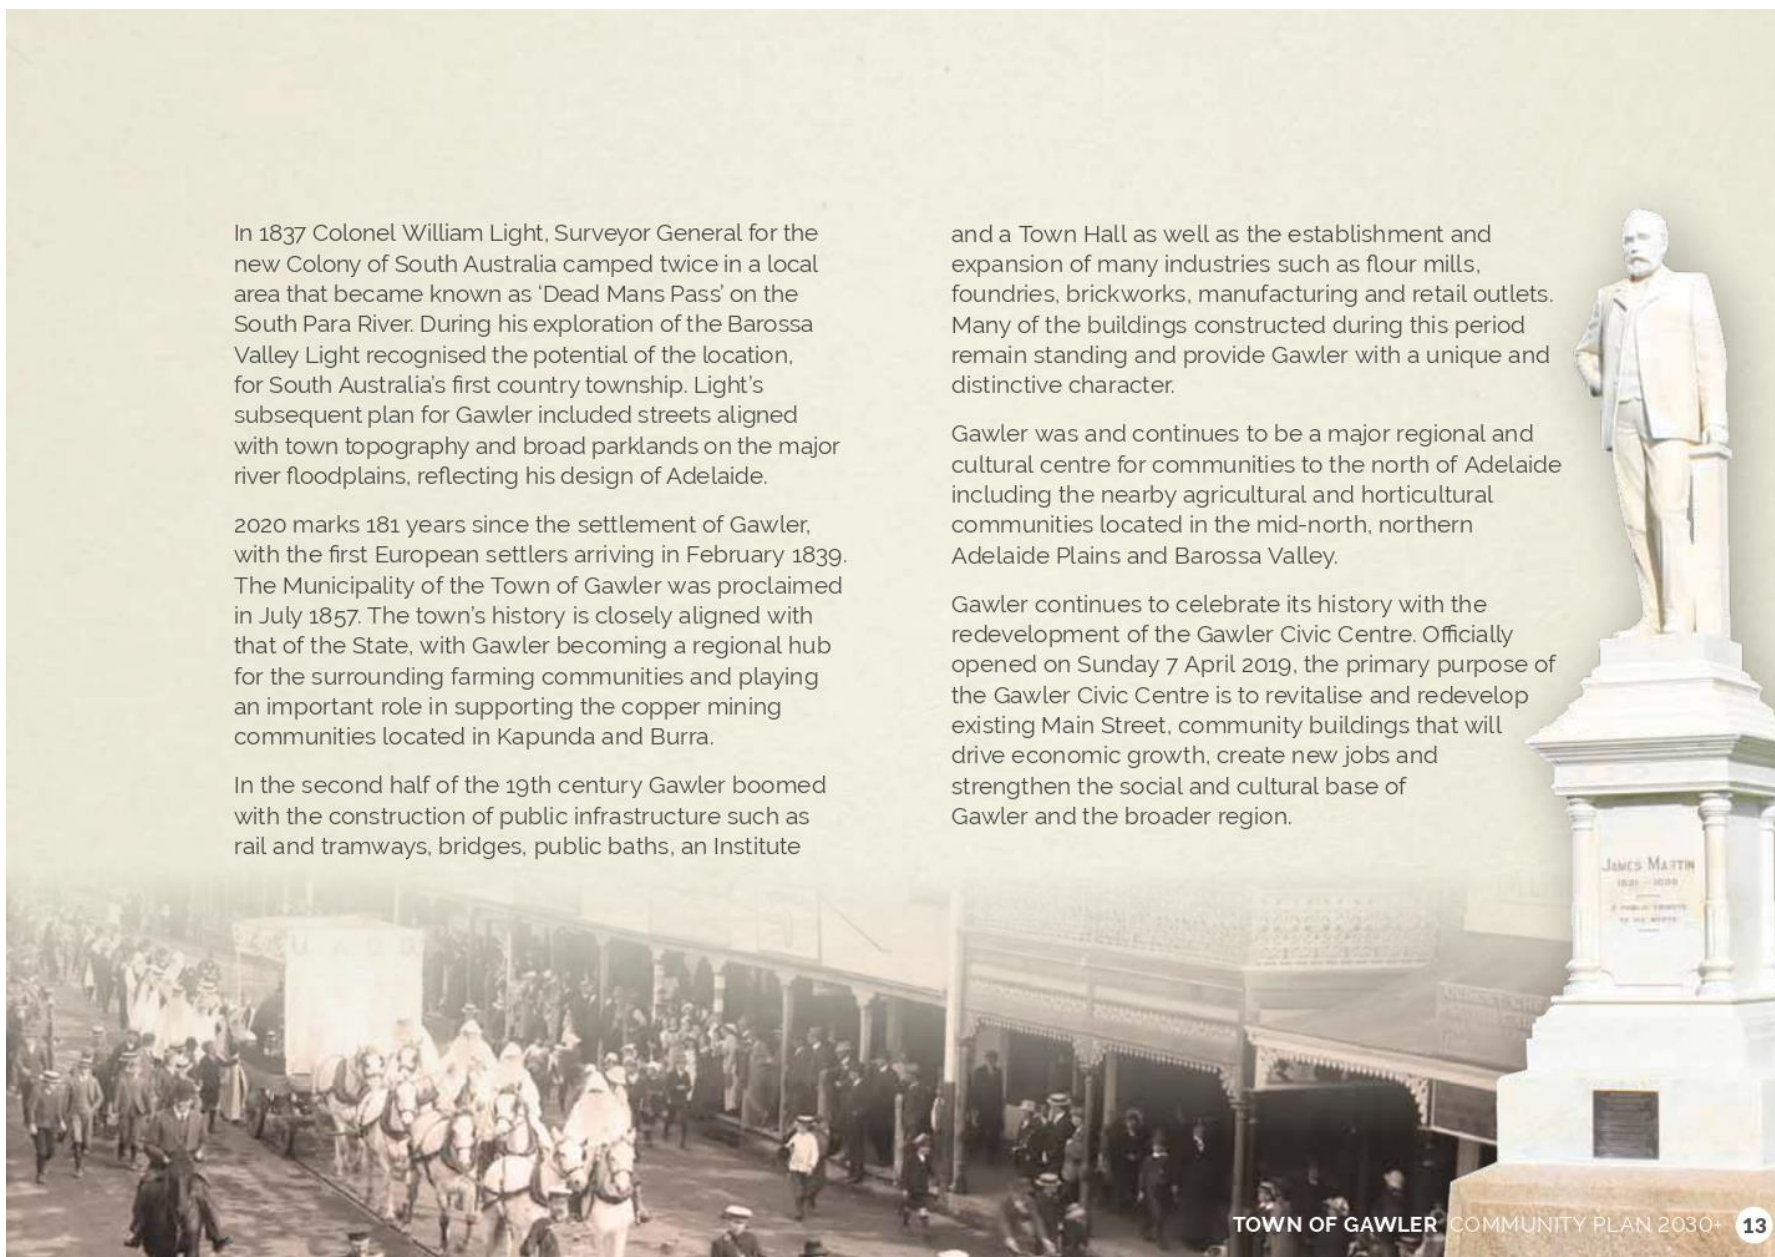 In 1837 Colonel William Light, Surveyor General for the
new Colony of South Australia camped twice in a local
area that became known as ‘Dead Mans Pass’ on the
South Para River. During his exploration of the Barossa
Valley Light recognised the potential of the location,
for South Australia’s first country township. Light’s
subsequent plan for Gawler included streets aligned
with town topography and broad parklands on the major
river floodplains, reflecting his design of Adelaide.
2020 marks 181 years since the settlement of Gawler,
with the first European settlers arriving in February 1839.
The Municipality of the Town of Gawler was proclaimed
in July 1857. The town’s history is closely aligned with
that of the State, with Gawler becoming a regional hub
for the surrounding farming communities and playing
an important role in supporting the copper mining
communities located in Kapunda and Burra.
In the second half of the 19th century Gawler boomed
with the construction of public infrastructure such as
rail and tramways, bridges, public baths, an Institute
and a Town Hall as well as the establishment and
expansion of many industries such as flour mills,
foundries, brickworks, manufacturing and retail outlets.
Many of the buildings constructed during this period
remain standing and provide Gawler with a unique and
distinctive character.
Gawler was and continues to be a major regional and
cultural centre for communities to the north of Adelaide
including the nearby agricultural and horticultural
communities located in the mid-north, northern
Adelaide Plains and Barossa Valley.
Gawler continues to celebrate its history with the
redevelopment of the Gawler Civic Centre. Officially
opened on Sunday 7 April 2019, the primary purpose of
the Gawler Civic Centre is to revitalise and redevelop
existing Main Street, community buildings that will
drive economic growth, create new jobs and
strengthen the social and cultural base of
Gawler and the broader region.
JAMES MARTIN
TOWN OF GAWLER COMMUNITY PLAN 2030+ 13